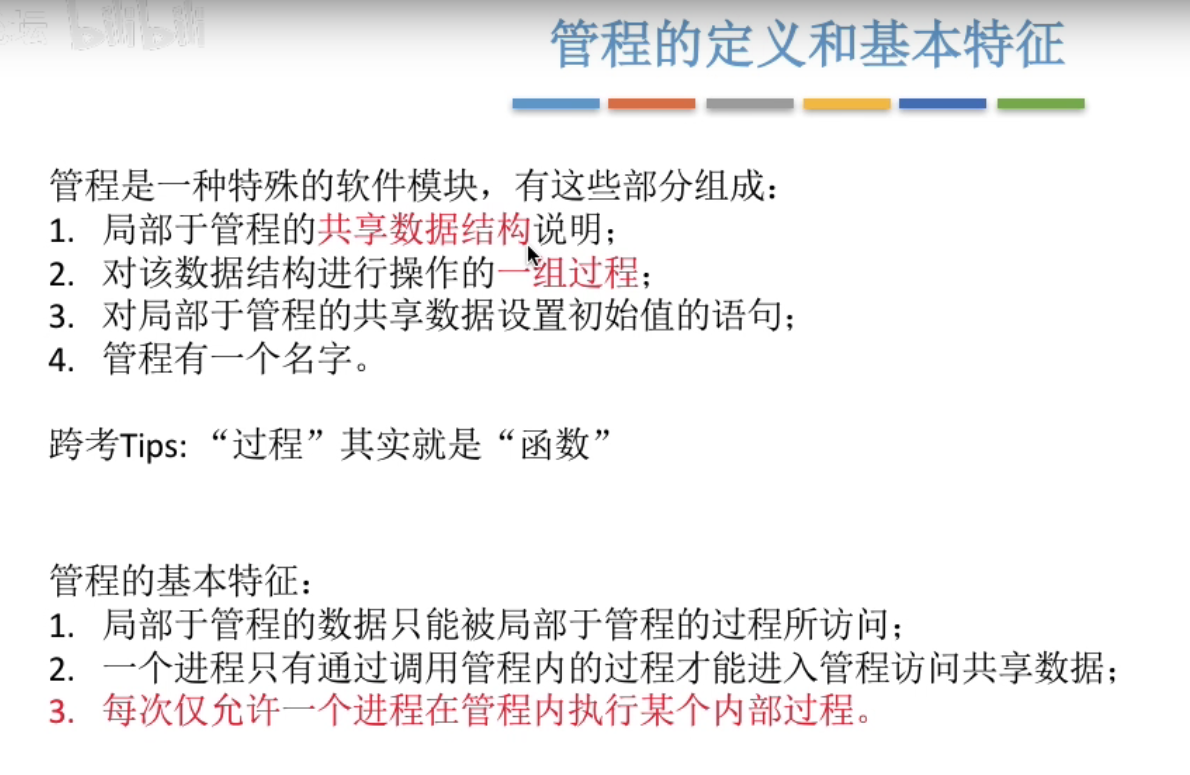 坛 bilibili
管程的定义和基本特征
管程是一种特殊的软件模块，有这些部分组成：
1. 局部于管程的共享数据结构说明；
2. 对该数据结构进行操作的一组过程；
3. 对局部于管程的共享数据设置初始值的语句；
4. 管程有一个名字。
跨考Tips: “过程”其实就是“函数”
管程的基本特征：
1. 局部于管程的数据只能被局部于管程的过程所访问；
2. 一个进程只有通过调用管程内的过程才能进入管程访问共享数据；
3. 每次仅允许一个进程在管程内执行某个内部过程。